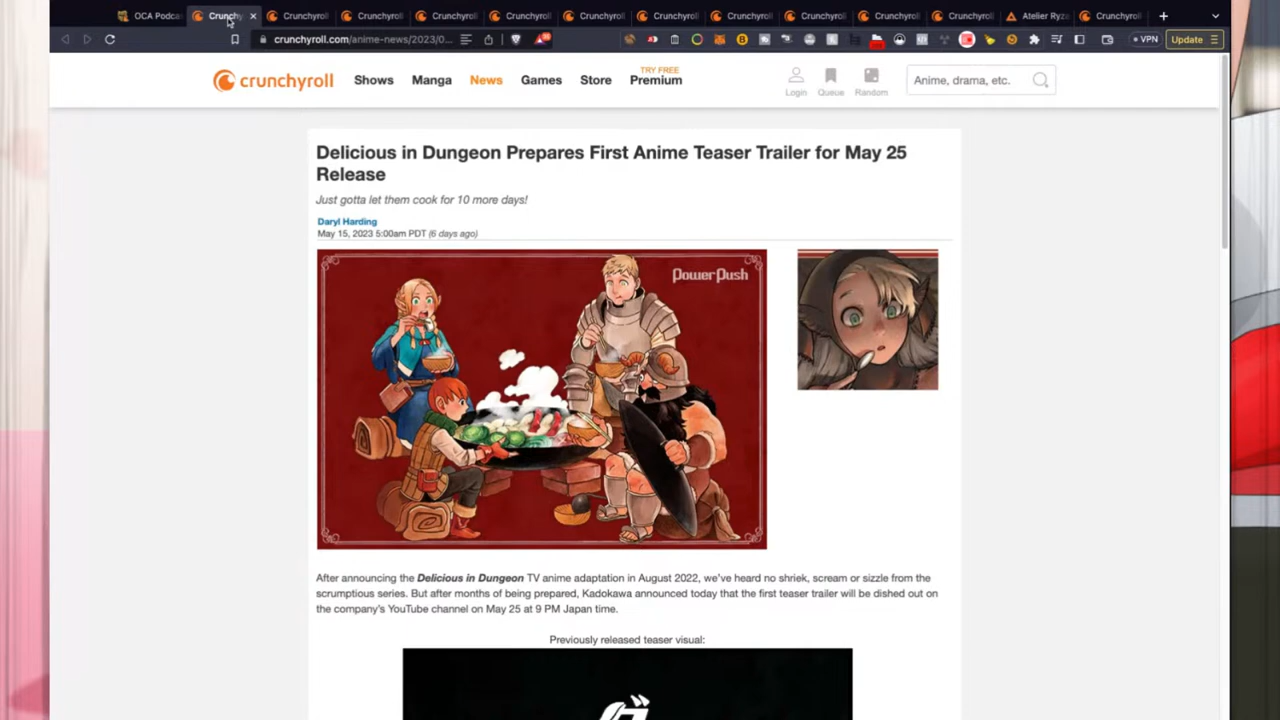 OCA Podca
Crunchy
Crunchyroll
Crunchyroll
Crunchyroll
Crunchyroll
Crunchyroll
Crunchyroll
Crunchyroll
Crunchyroll
Crunchyroll
Crunchyroll
Atelier Ryza
Crunchyroll
crunchyroll.com/anime-news/2023/0...
VPN
Update
crunchyroll
Shows
Manga
News
Games
Store
TRY FREE
Premium
Login
Queue
Random
Anime, drama, etc.
Delicious in Dungeon Prepares First Anime Teaser Trailer for May 25
Release
Just gotta let them cook for 10 more days!
Daryl Harding
May 15, 2023 5:00am PDT (6 days ago)
PowerPush
After announcing the Delicious in Dungeon TV anime adaptation in August 2022, we've heard no shriek, scream or sizzle from the
scrumptious series. But after months of being prepared, Kadokawa announced today that the first teaser trailer will be dished out on
the company's YouTube channel on May 25 at 9 PM Japan time.
Previously released teaser visual: